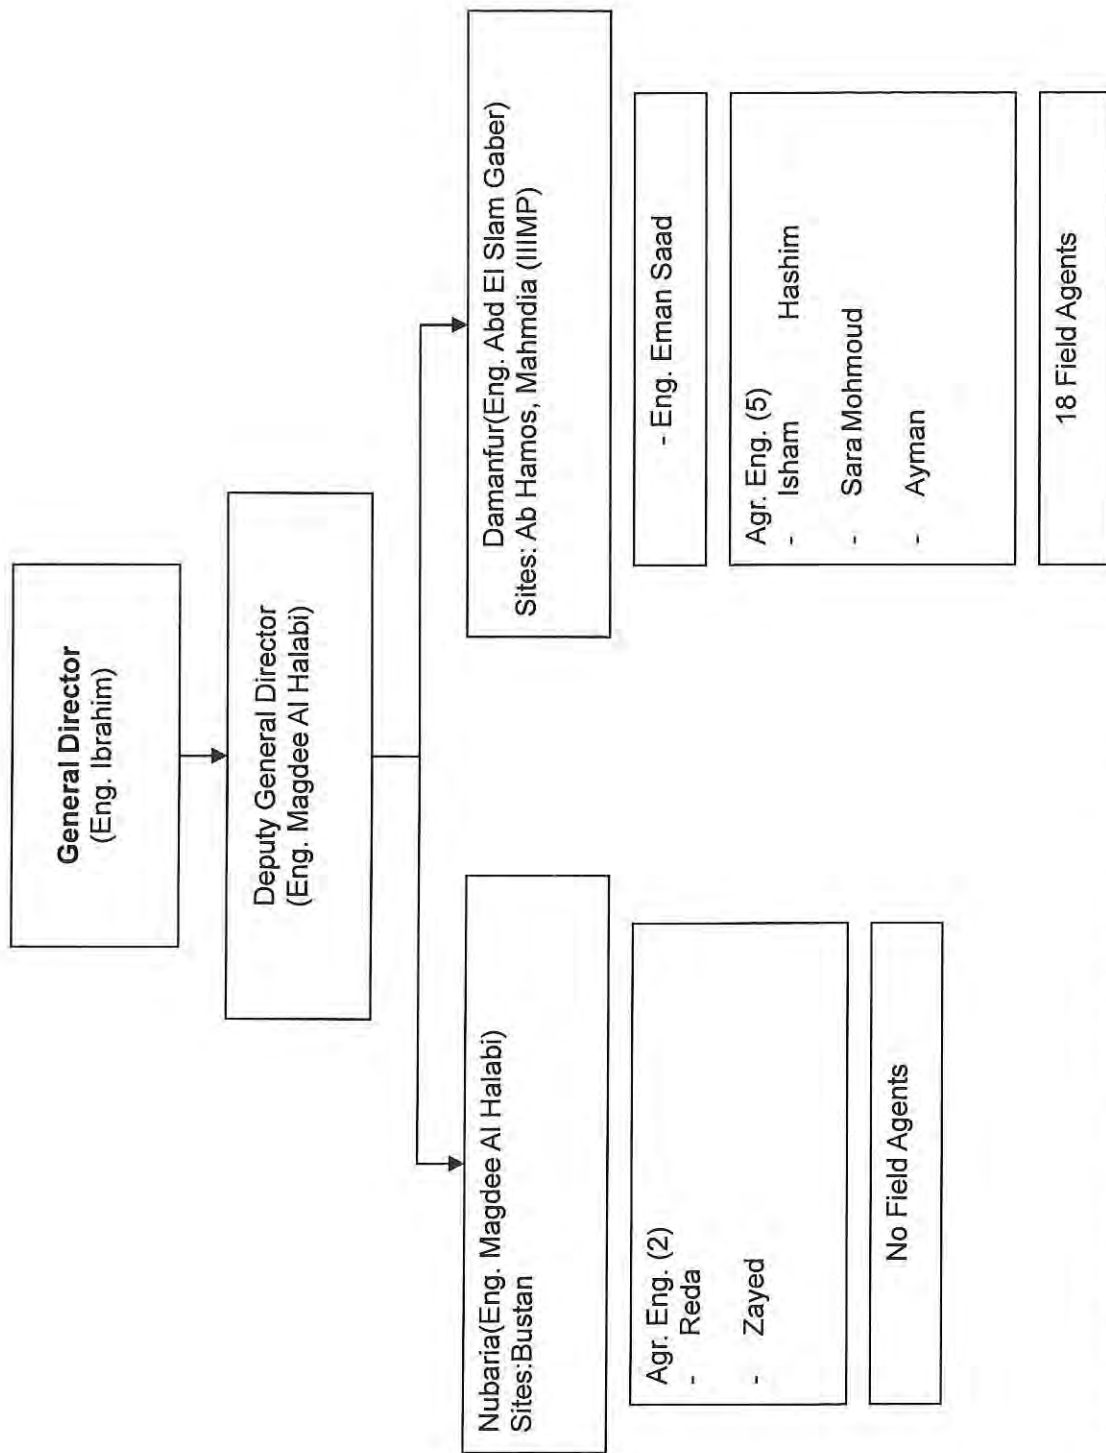 General Director
(Eng. Ibrahim)
Deputy General Director
(Eng. Magdee Al Halabi)
Nubaria(Eng. Magdee Al Halabi)
Sites:Bustan
Agr. Eng. (2)
- Reda
- Zayed
No Field Agents
Damanfur(Eng. Abd El Slam Gaber)
Sites: Ab Hamos, Mahmdia (IIIMP)
- Eng. Eman Saad
Agr. Eng. (5)
- Isham Hashim
- Sara Mohmoud
- Ayman
18 Field Agents